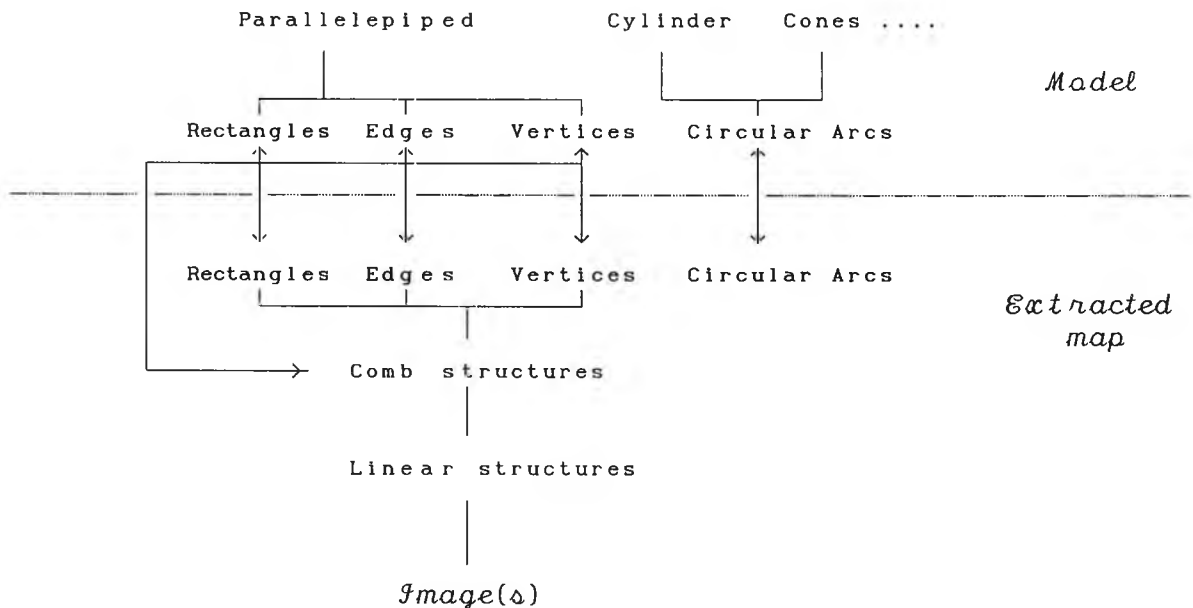 Parallelepiped Cylinder Cones ....
Model
Rectangles Edges Vertices Circular Arcs
Rectangles Edges Vertices Circular Arcs
Extracted
map
Comb structures
Linear structures
Image(s)